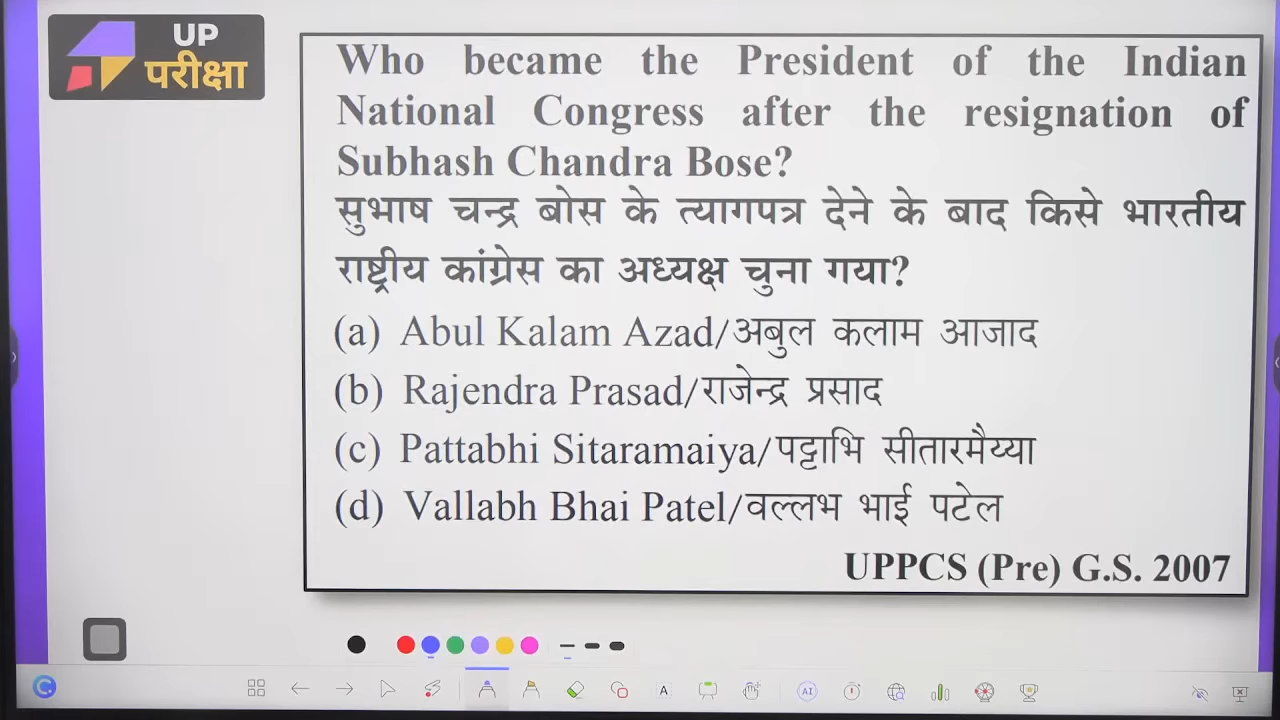 UP
परीक्षा
Who became the President of the Indian
National Congress after the resignation of
Subhash Chandra Bose?
सुभाष चन्द्र बोस के त्यागपत्र देने के बाद किसे भारतीय
राष्ट्रीय कांग्रेस का अध्यक्ष चुना गया?
(a) Abul Kalam Azad/अबुल कलाम आजाद
(b) Rajendra Prasad/राजेन्द्र प्रसाद
(c) Pattabhi Sitaramaiya/पट्टाभि सीतारमैय्या
(d) Vallabh Bhai Patel/वल्लभ भाई पटेल
UPPCS (Pre) G.S. 2007
A
AI